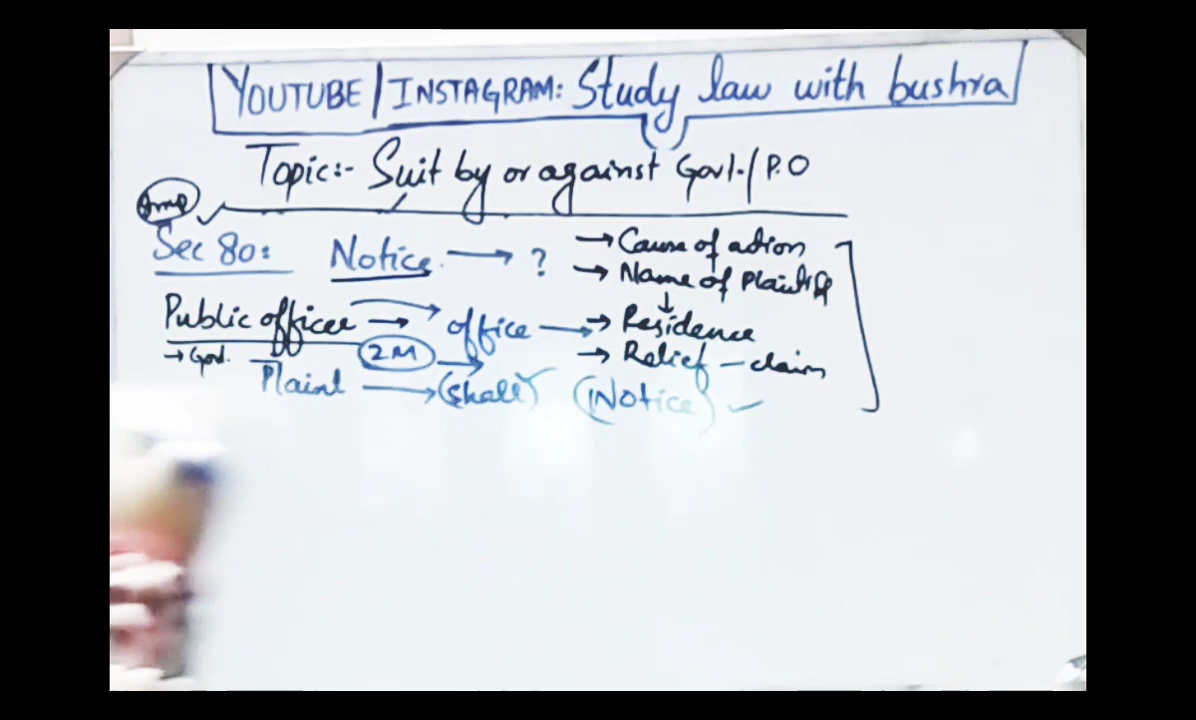 YOUTUBE / INSTAGRAM: Study law with bushra
Topic:- Suit by or against Govt. / P.O
Imp
Sec 80: Notice → ? → Cause of action
→ Name of Plaintiff
↓
Public officer → office → → Residence
→ Govt. 2M → → Relief - claim
Plaint → (shall) (Notice) ✓